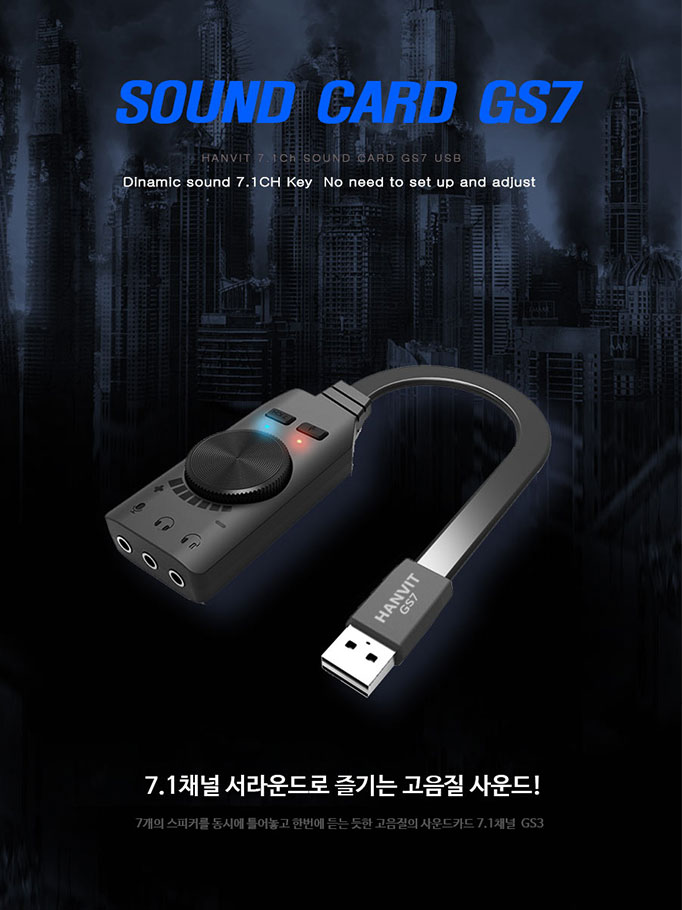 SOUND CARD GS7
HANVIT 7.1Ch SOUND CARD GS7 USB
Dinamic sound 7.1CH Key No need to set up and adjust
HANVIT
GS7
7.1채널 서라운드로 즐기는 고음질 사운드!
7개의 스피커를 동시에 틀어놓고 한번에 듣는 듯한 고음질의 사운드카드 7.1채널 GS3